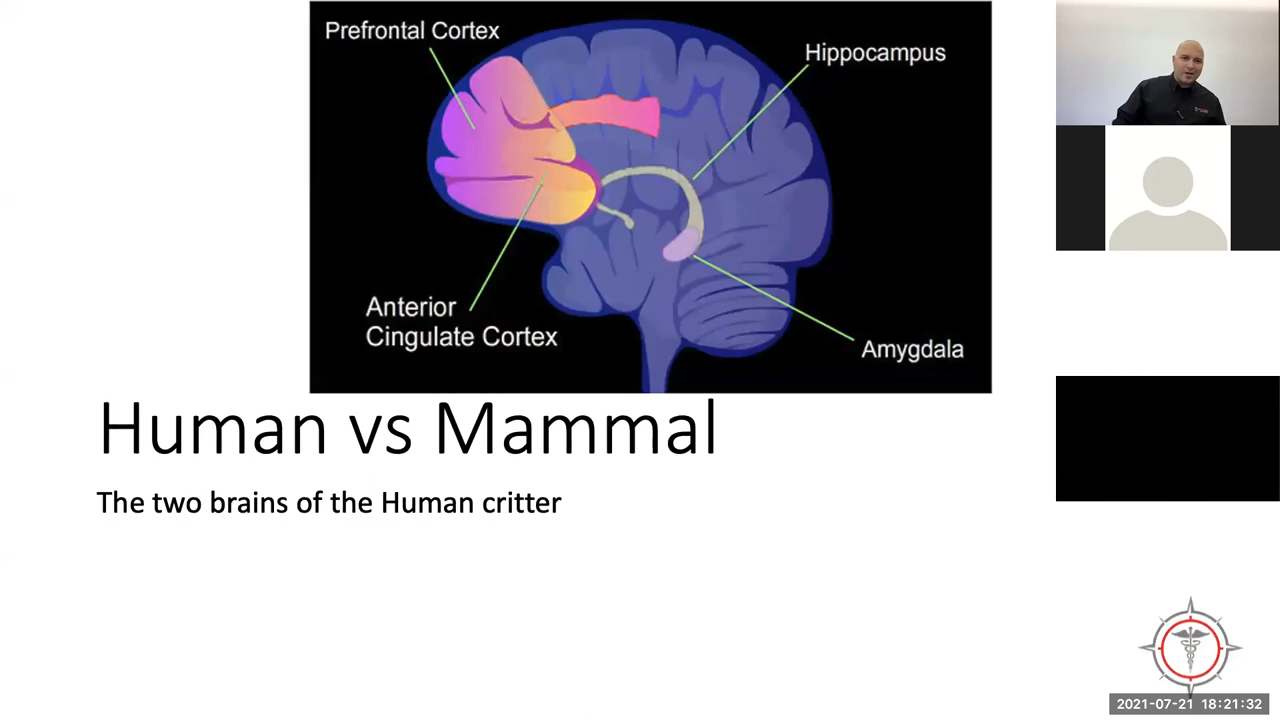 Prefrontal Cortex
Hippocampus
Anterior
Cingulate Cortex
Amygdala
Human vs Mammal
The two brains of the Human critter
2021-07-21 18:21:32